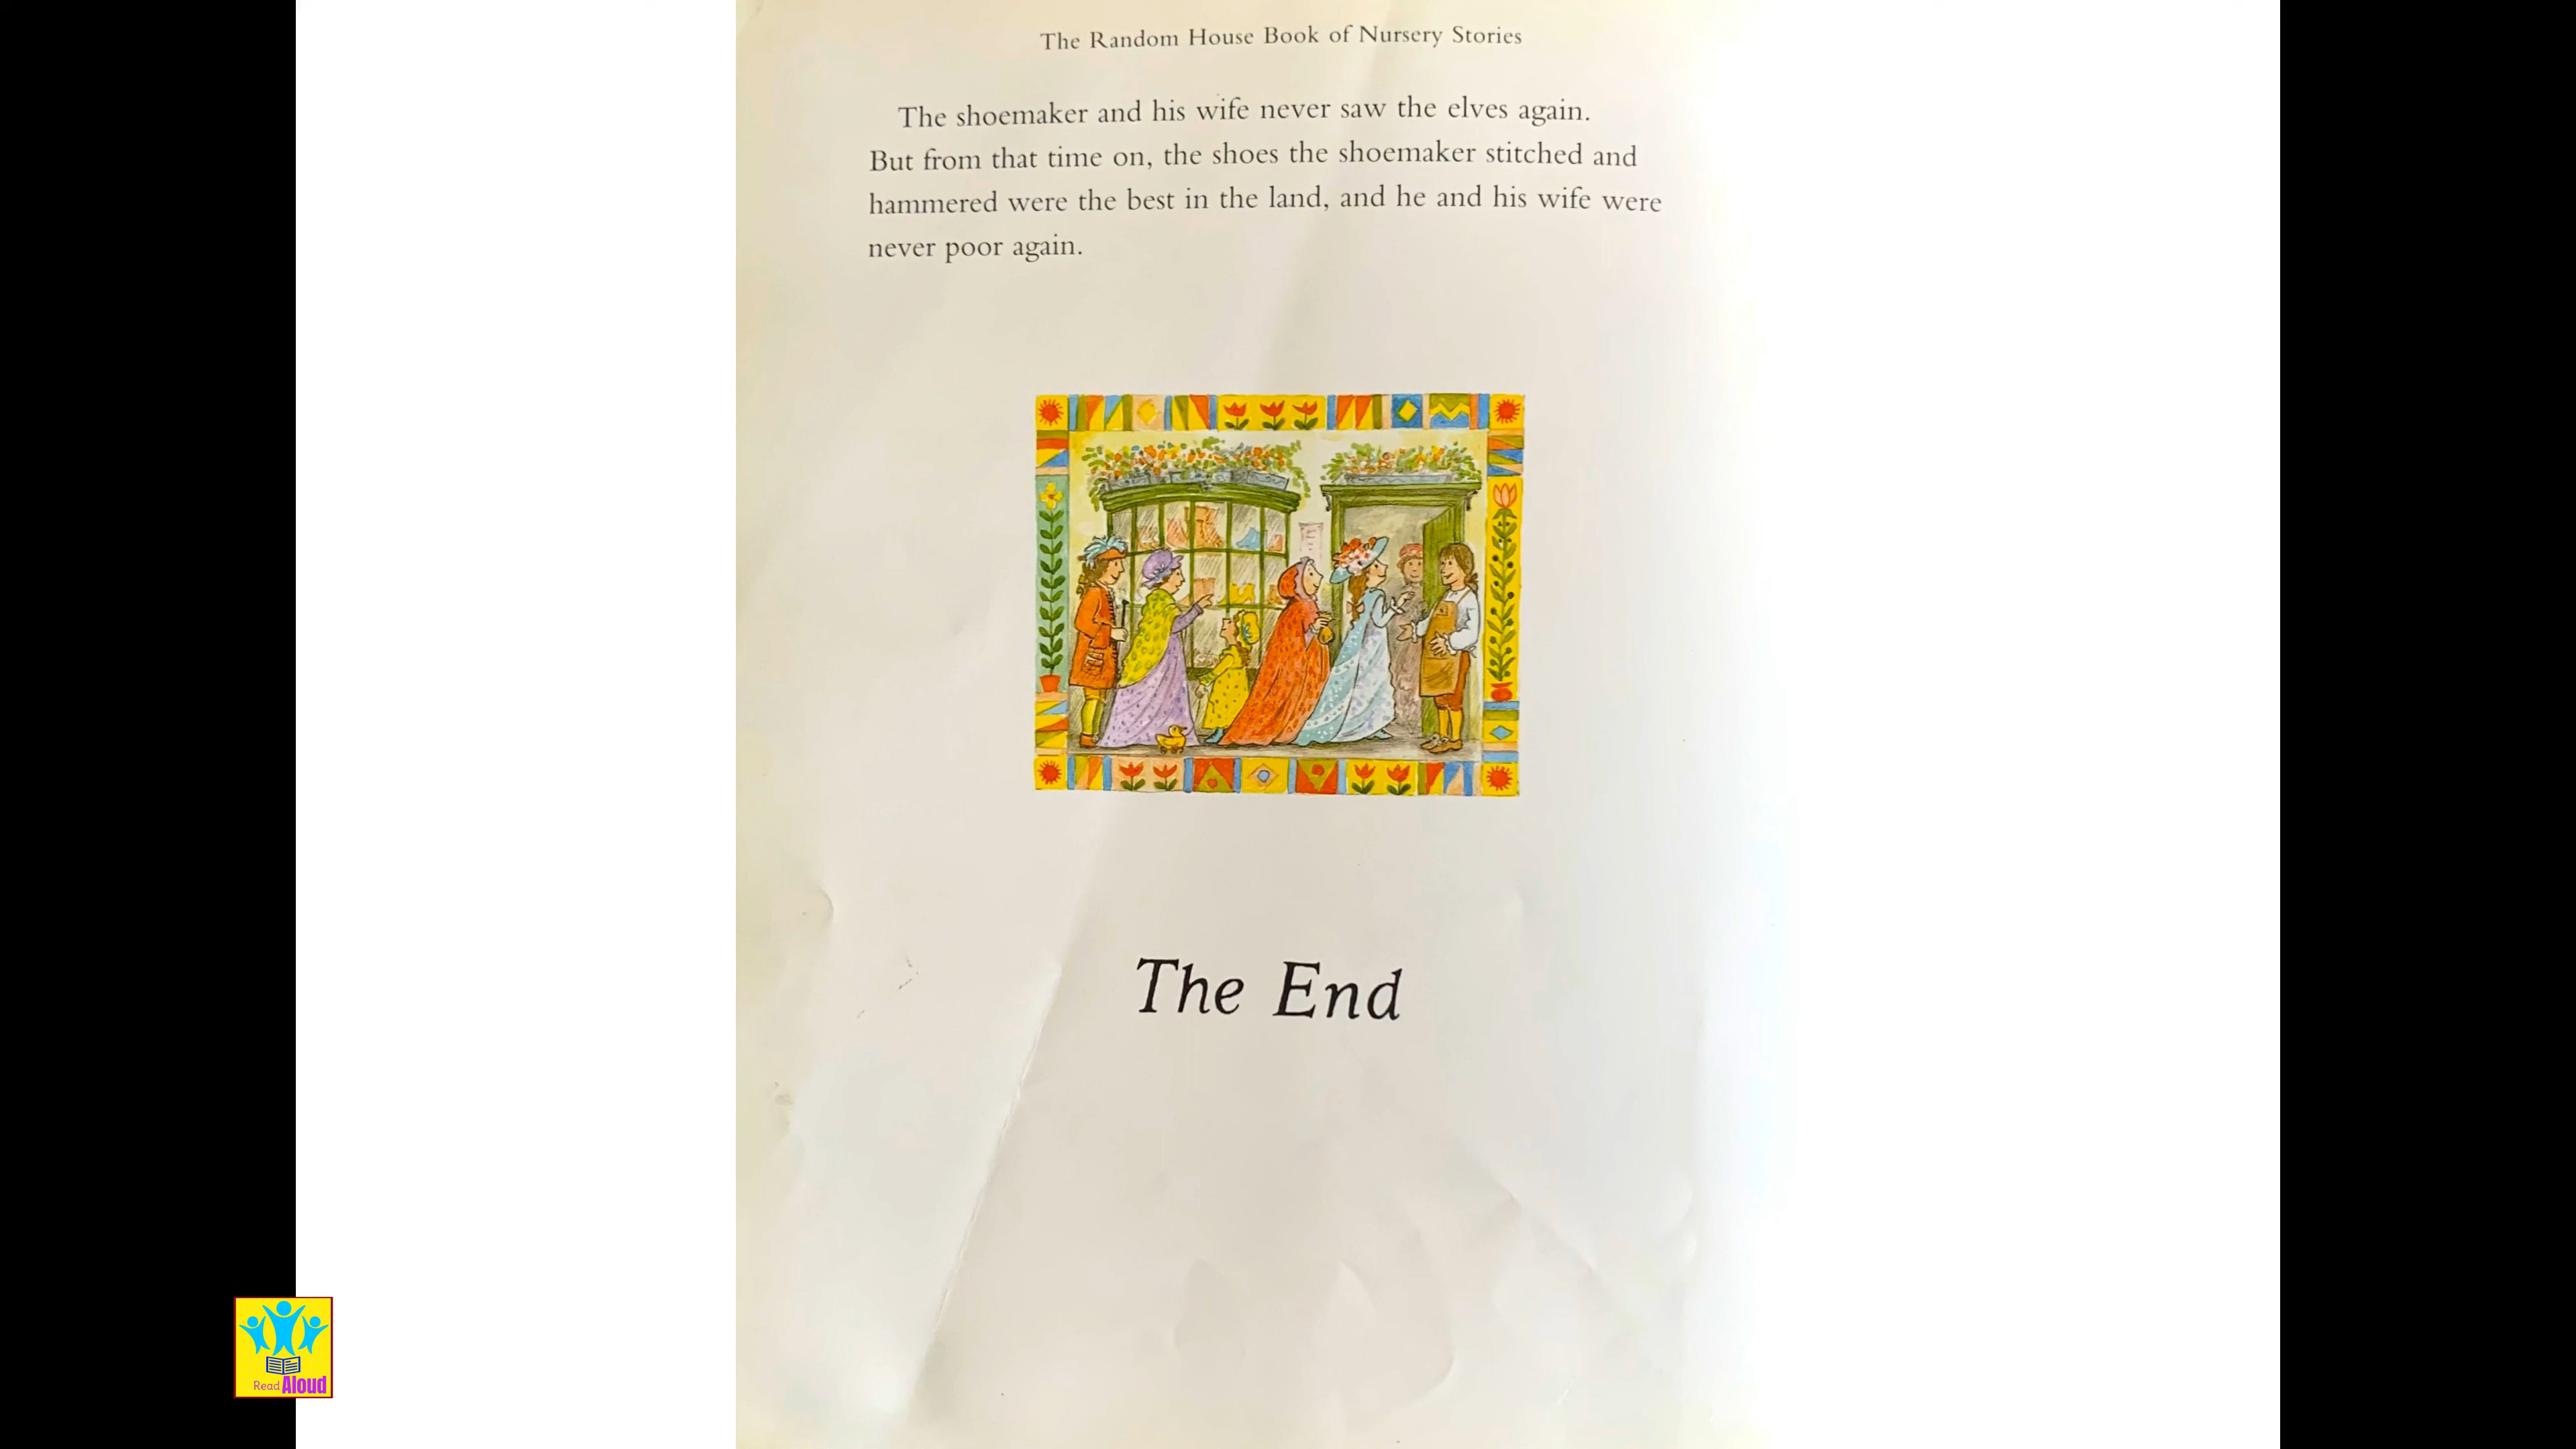 The Random House Book of Nursery Stories
The shoemaker and his wife never saw the elves again.
But from that time on, the shoes the shoemaker stitched and
hammered were the best in the land, and he and his wife were
never poor again.
The End
Read Aloud